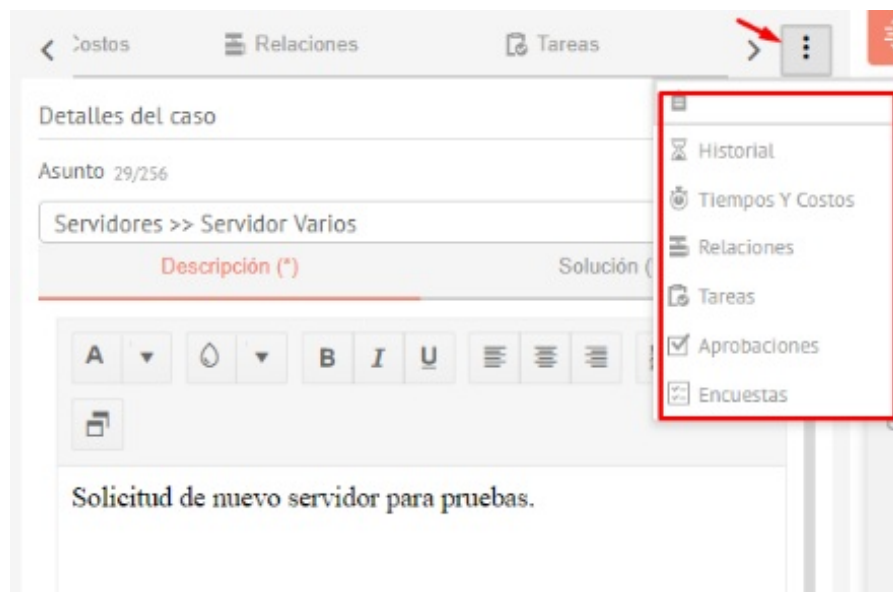 Costos Relaciones Tareas
Detalles del caso
Asunto 29/256
Servidores >> Servidor Varios
Descripción (*) Solución (
Historial
Tiempos Y Costos
Relaciones
Tareas
Aprobaciones
Encuestas
A B I U
Solicitud de nuevo servidor para pruebas.